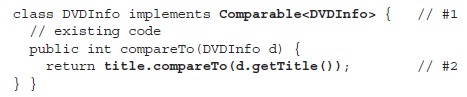 class DVDInfo implements Comparable<DVDInfo> {   // #1
  // existing code
  public int compareTo(DVDInfo d) {
    return title.compareTo(d.getTitle());        // #2
} }